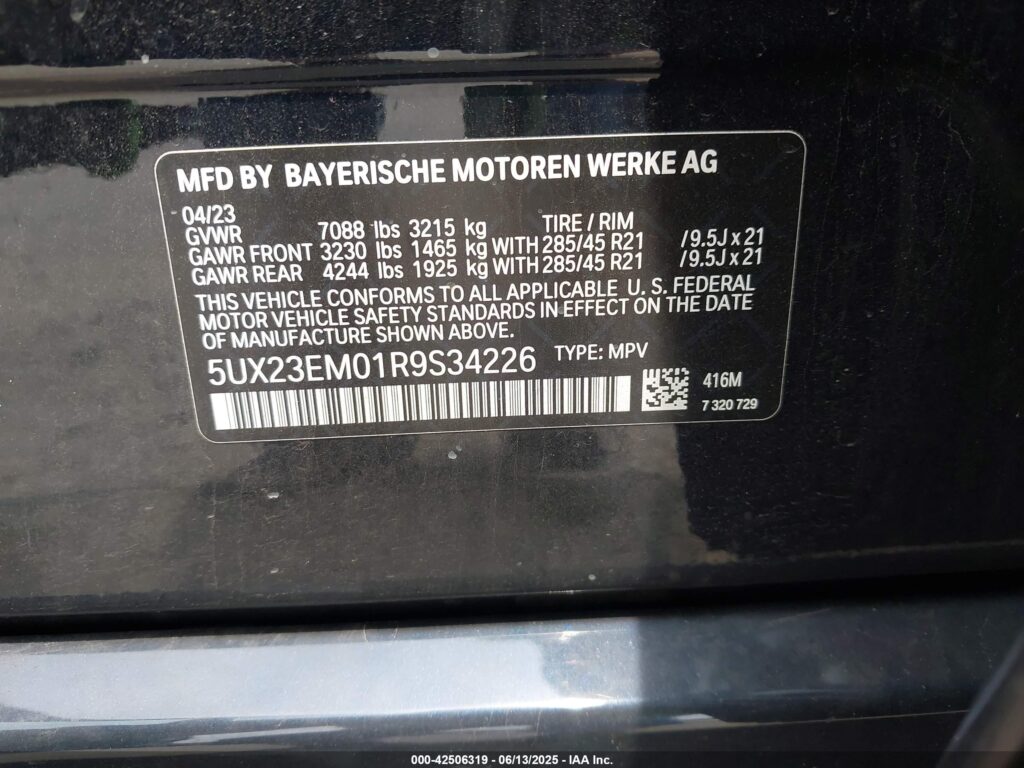 MFD BY BAYERISCHE MOTOREN WERKE AG
04/23
GVWR 7088 lbs 3215 kg TIRE / RIM
GAWR FRONT 3230 lbs 1465 kg WITH 285/45 R21 /9.5J x 21
GAWR REAR 4244 lbs 1925 kg WITH 285/45 R21 /9.5J x 21
THIS VEHICLE CONFORMS TO ALL APPLICABLE U. S. FEDERAL
MOTOR VEHICLE SAFETY STANDARDS IN EFFECT ON THE DATE
OF MANUFACTURE SHOWN ABOVE.
5UX23EM01R9S34226 TYPE: MPV
416M
7 320 729
000-42506319 - 06/13/2025 - IAA Inc.